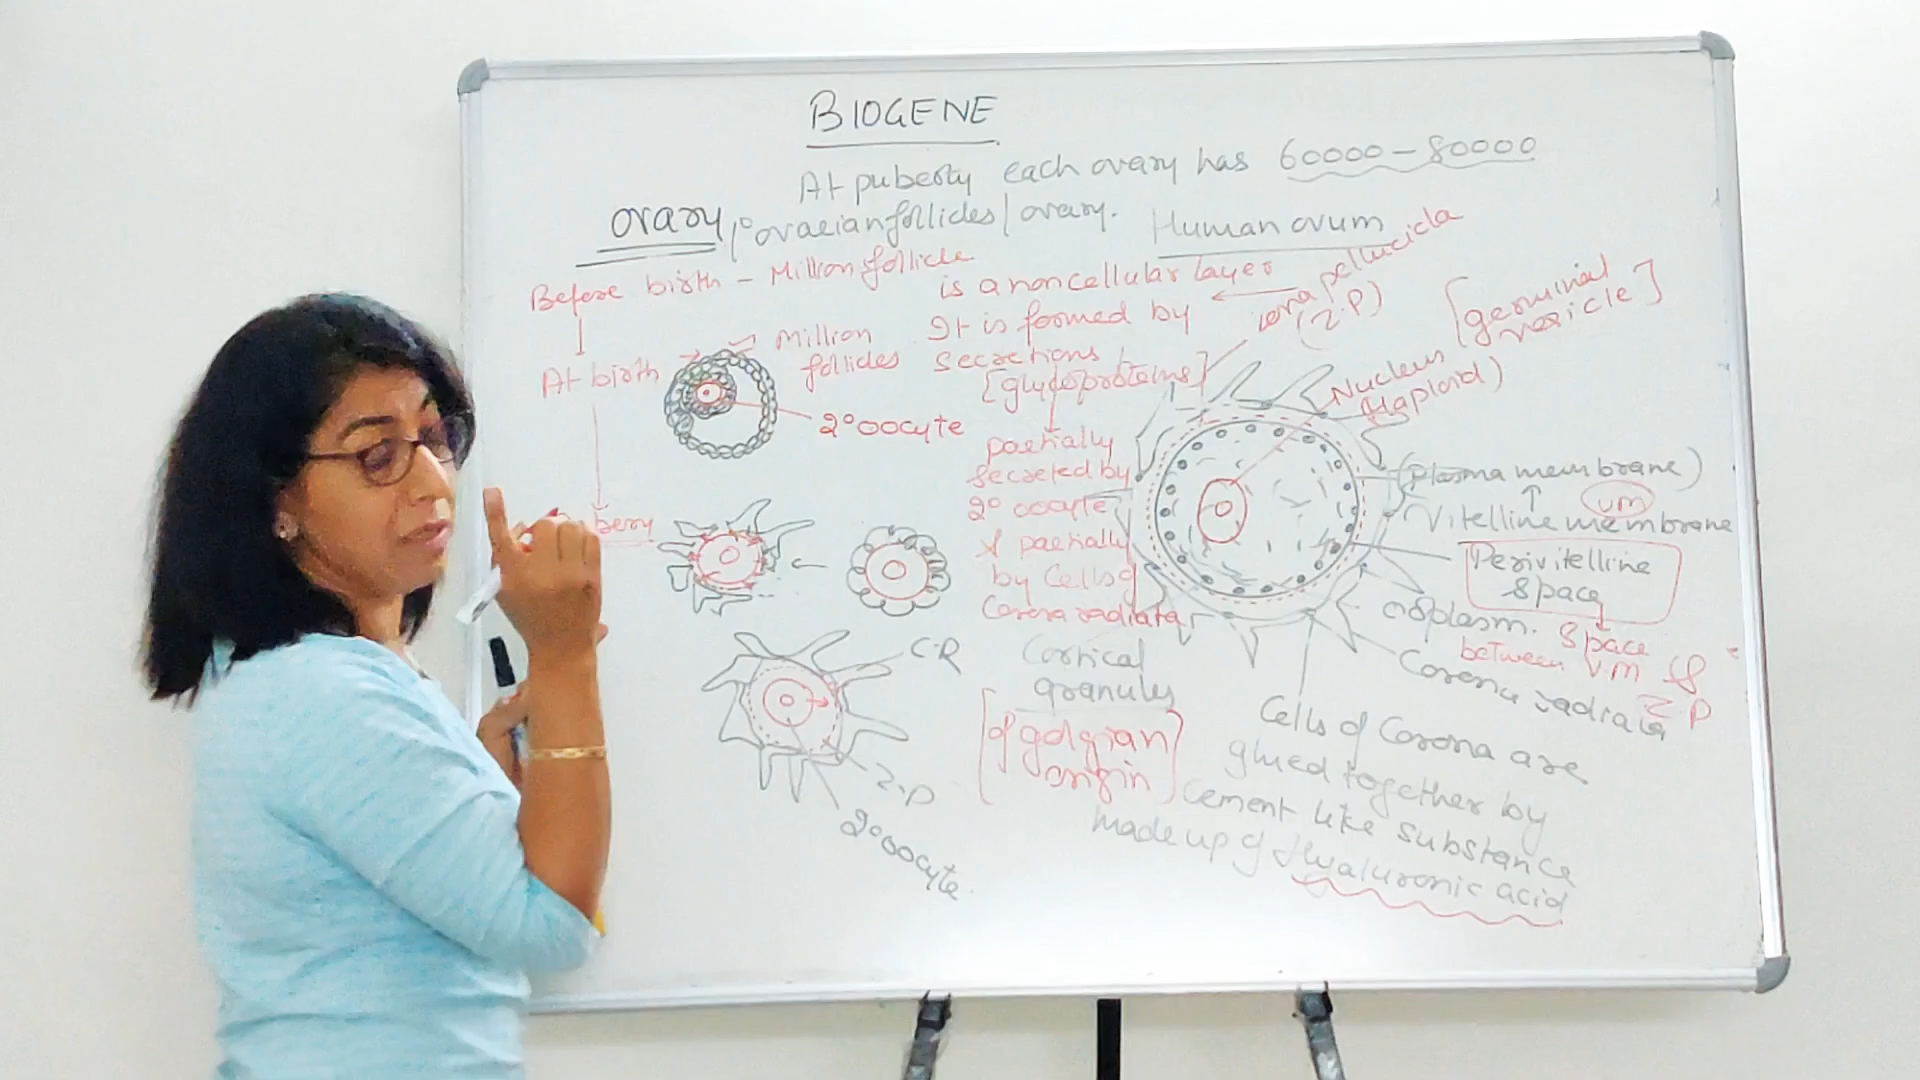 BIOGENE
At puberty each ovary has 60000-80000
ovary 1° ovarian follicles/ovary.
Human ovum
Before birth - Millions follicle
At birth
million
follicles
2° oocyte
bery
is a noncellular layer
It is formed by
secretions
[glycoproteins]
partially
secreted by
2° oocyte
& partially
by cells of
Corona radiata
zona pellucida
(Z.P)
[germinal
vesicle]
Nucleus
(Haploid)
(Plasma membrane)
Vitelline membrane
vm
Perivitelline
space
Space
between V.M &
Z P
ooplasm.
Corona radiata
C.R
Z.P
2° oocyte
Cortical
granules
[of golgian
origin]
Cells of Corona are
glued together by
cement like substance
made up of Hyaluronic acid